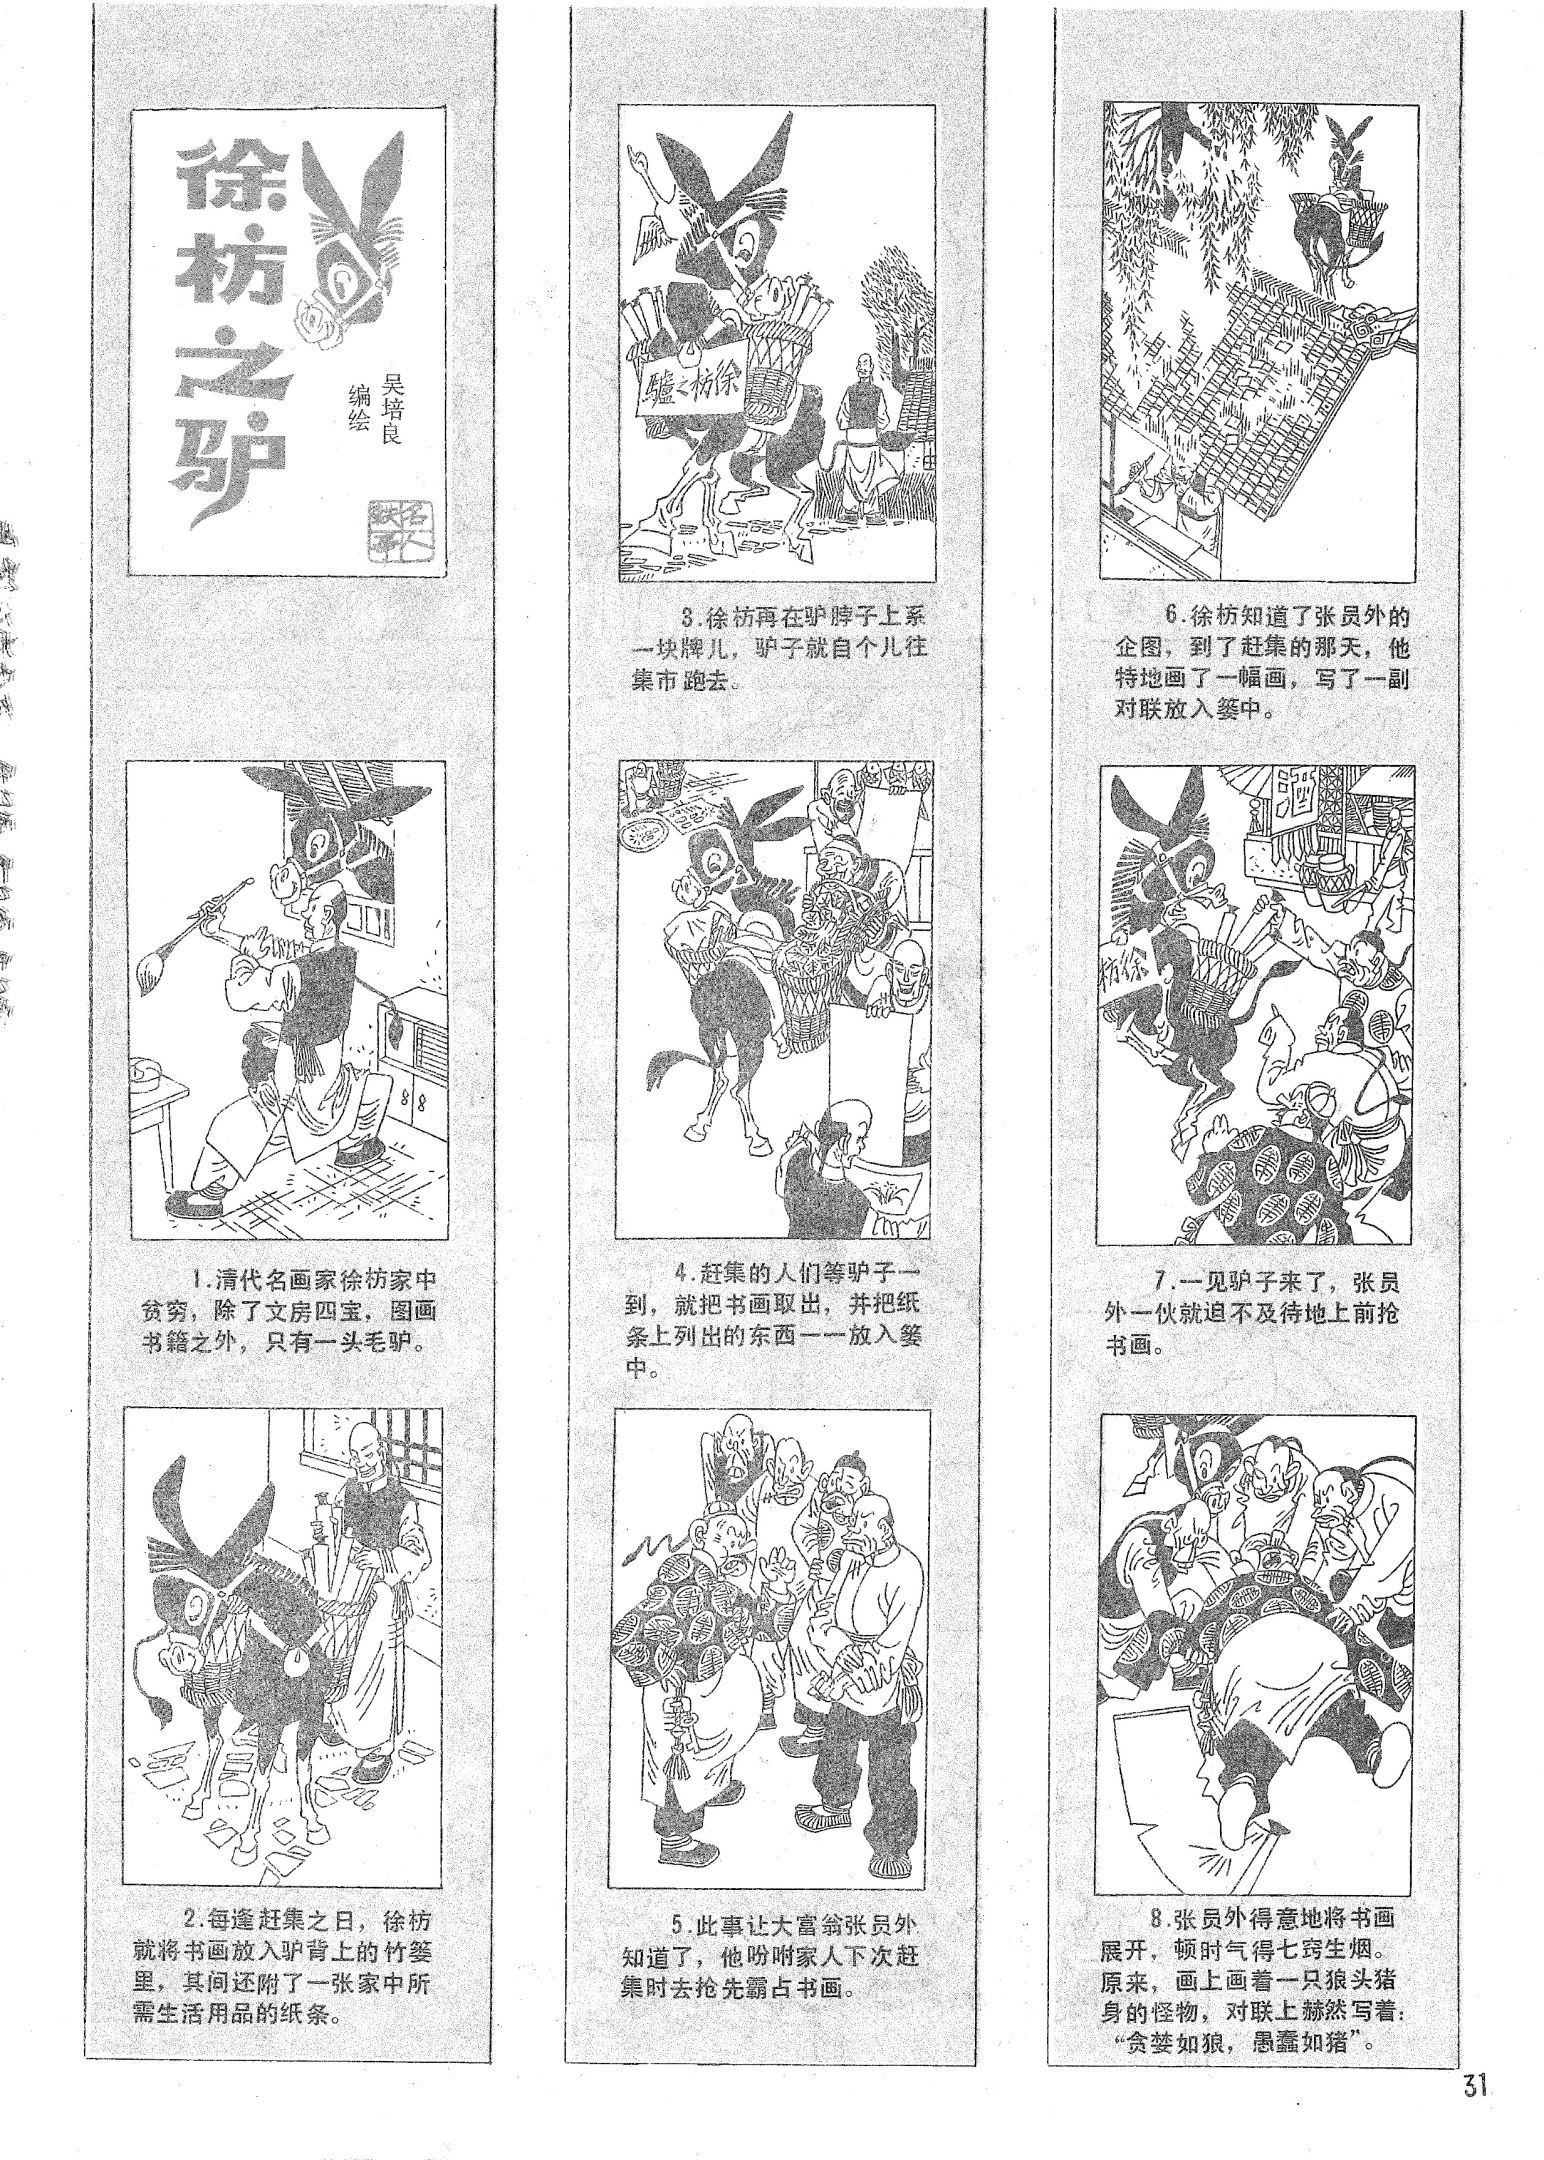 徐枋之驴
吴培良
编绘
名人
轶事
1.清代名画家徐枋家中
贫穷，除了文房四宝，图画
书籍之外，只有一头毛驴。
2.每逢赶集之日，徐枋
就将书画放入驴背上的竹篓
里，其间还附了一张家中所
需生活用品的纸条。
徐枋之驢
3.徐枋再在驴脖子上系
一块牌儿，驴子就自个儿往
集市跑去。
4.赶集的人们等驴子一
到，就把书画取出，并把纸
条上列出的东西一一放入篓
中。
5.此事让大富翁张员外
知道了，他吩咐家人下次赶
集时去抢先霸占书画。
6.徐枋知道了张员外的
企图，到了赶集的那天，他
特地画了一幅画，写了一副
对联放入篓中。
酒
徐枋
7.一见驴子来了，张员
外一伙就迫不及待地上前抢
书画。
8.张员外得意地将书画
展开，顿时气得七窍生烟。
原来，画上画着一只狼头猪
身的怪物，对联上赫然写着：
“贪婪如狼，愚蠢如猪”。
31